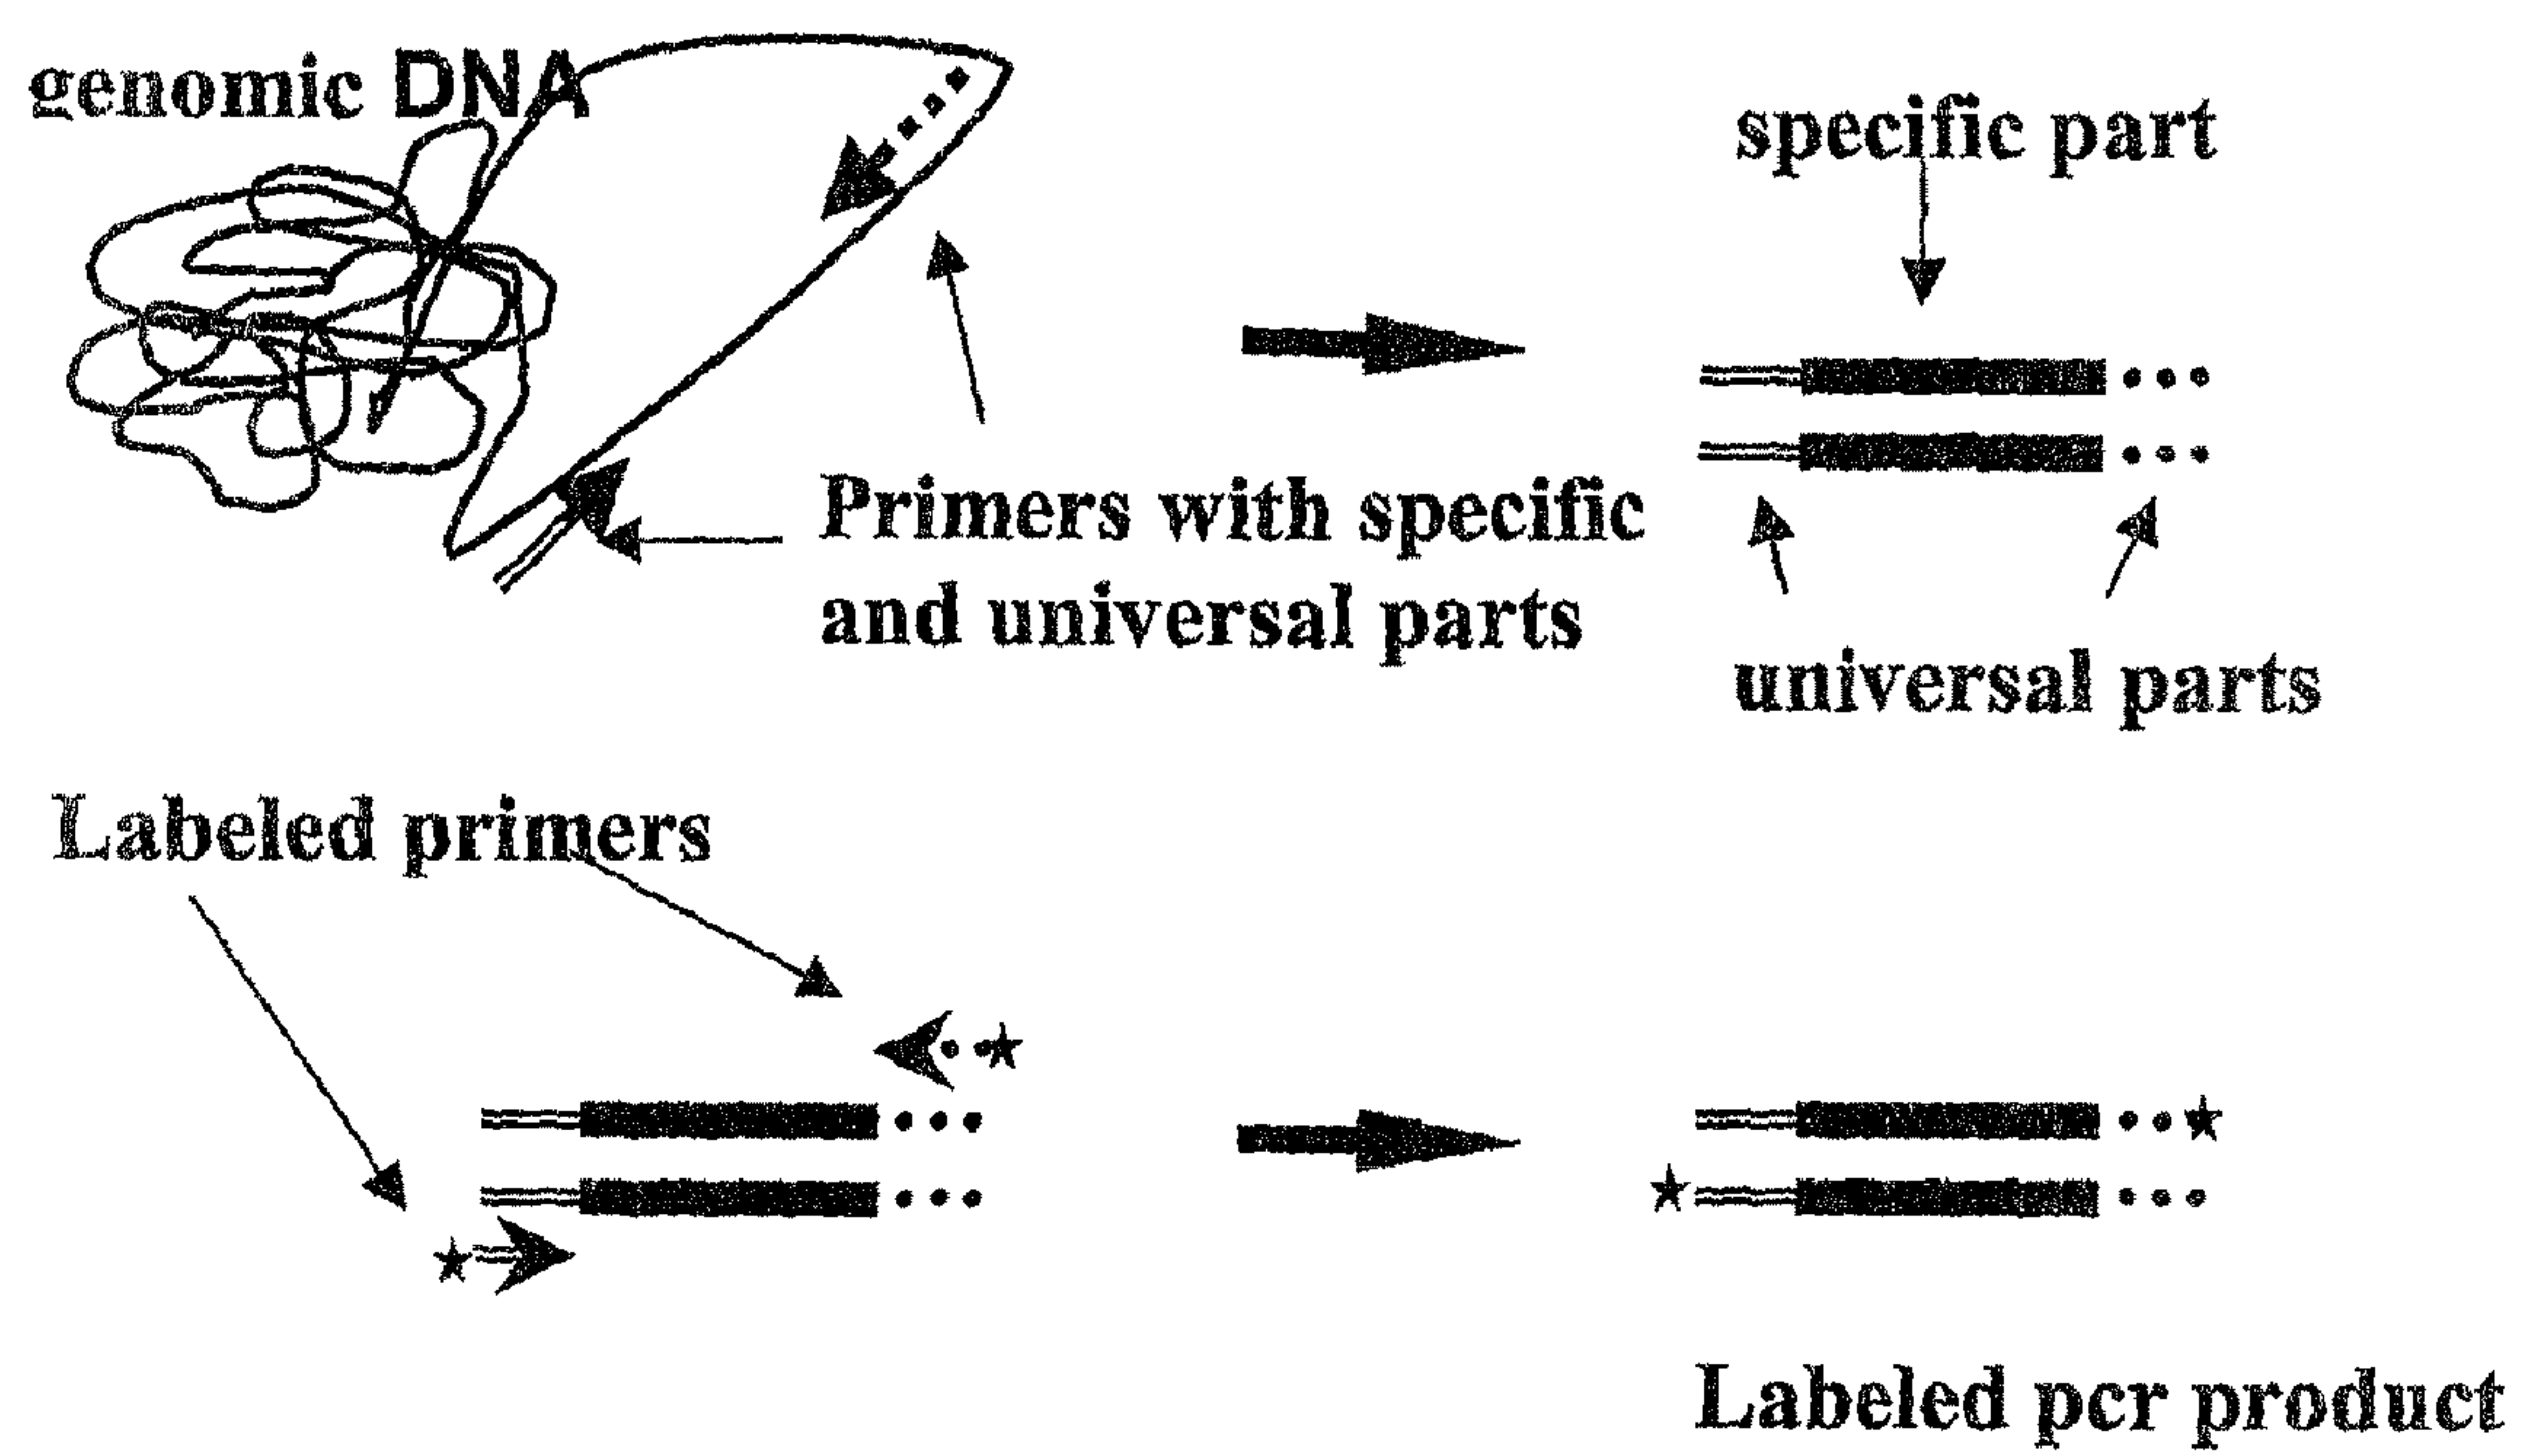 genomic DNA
specific part
Primers with specific
and universal parts
universal parts
Labeled primers
Labeled pcr product